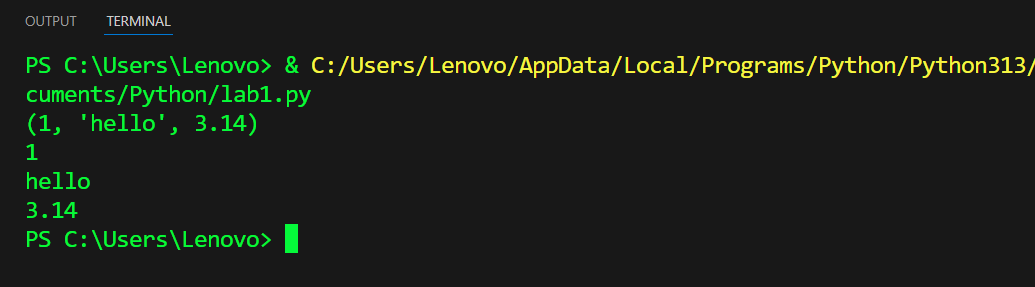 OUTPUT TERMINAL
PS C:\Users\Lenovo> & C:/Users/Lenovo/AppData/Local/Programs/Python/Python313/
cuments/Python/lab1.py
(1, 'hello', 3.14)
1
hello
3.14
PS C:\Users\Lenovo>